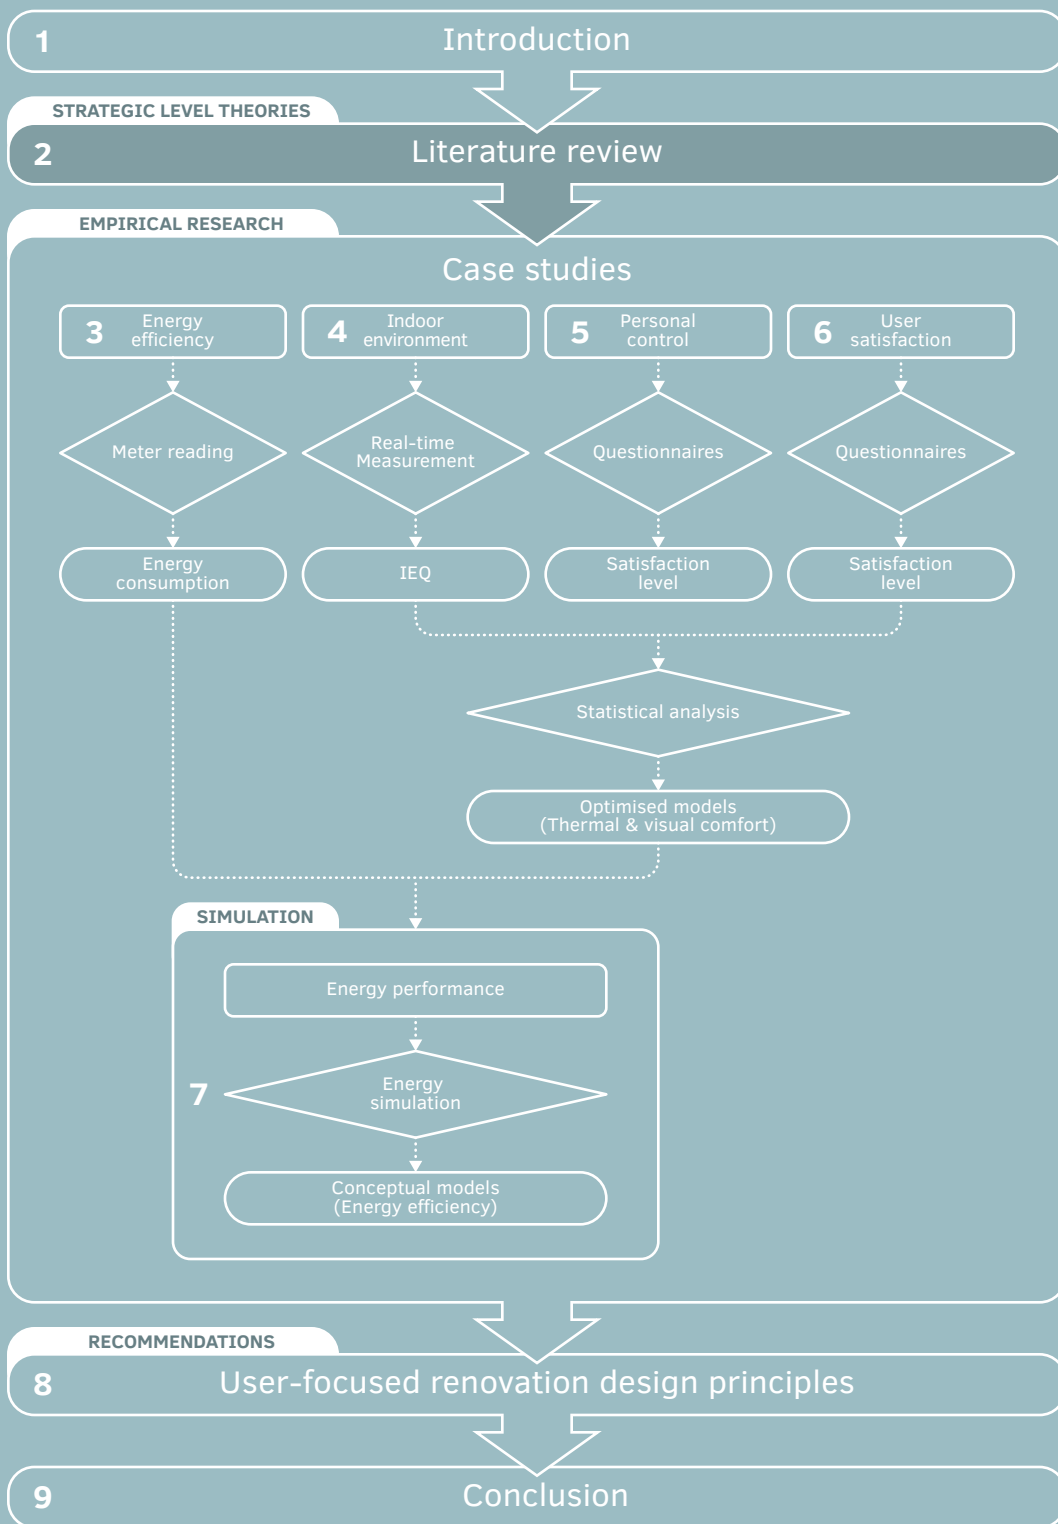 1 Introduction
STRATEGIC LEVEL THEORIES
2 Literature review
EMPIRICAL RESEARCH
Case studies
3 Energy
efficiency
4 Indoor
environment
5 Personal
control
6 User
satisfaction
Meter reading
Real-time
Measurement
Questionnaires
Questionnaires
Energy
consumption
IEQ
Satisfaction
level
Satisfaction
level
Statistical analysis
Optimised models
(Thermal & visual comfort)
SIMULATION
Energy performance
7
Energy
simulation
Conceptual models
(Energy efficiency)
RECOMMENDATIONS
8 User-focused renovation design principles
9 Conclusion